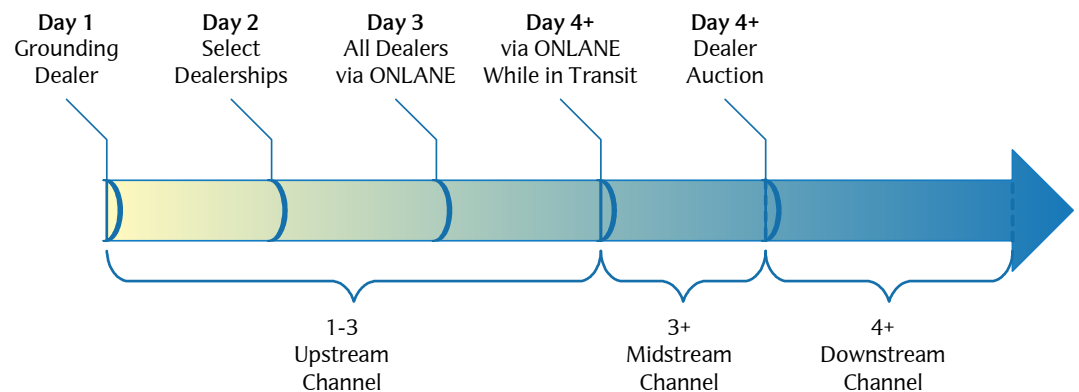 Day 1
Grounding
Dealer
Day 2
Select
Dealerships
Day 3
All Dealers
via ONLANE
Day 4+
via ONLANE
While in Transit
Day 4+
Dealer
Auction
1-3
Upstream
Channel
3+
Midstream
Channel
4+
Downstream
Channel